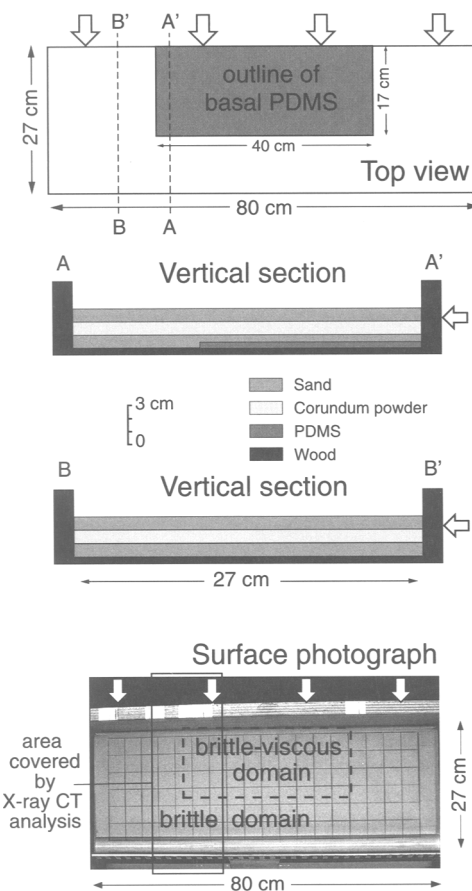 B'
A'
outline of
basal PDMS
27 cm
17 cm
40 cm
Top view
80 cm
B
A
A
Vertical section
A'
3 cm
0
Sand
Corundum powder
PDMS
Wood
B
Vertical section
B'
27 cm
Surface photograph
area
covered
by
X-ray CT
analysis
brittle-viscous
domain
brittle domain
27 cm
80 cm